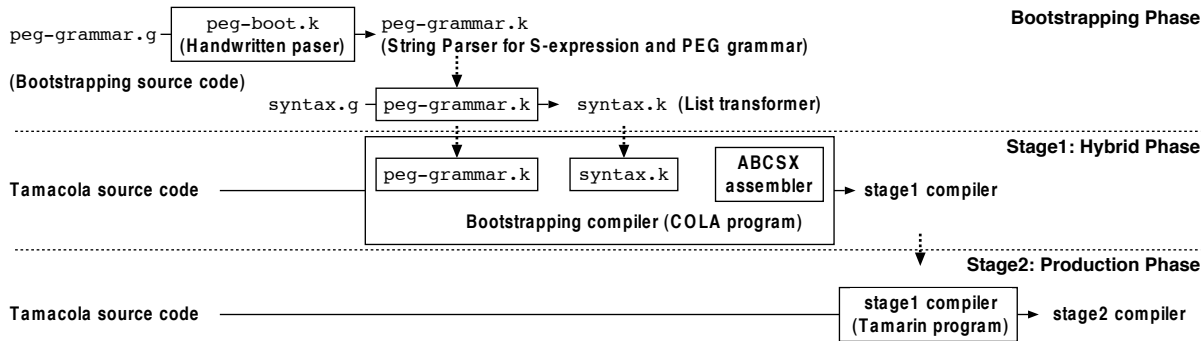 Bootstrapping Phase
peg-grammar.g
peg-boot.k
(Handwritten paser)
peg-grammar.k
(String Parser for S-expression and PEG grammar)
(Bootstrapping source code)
syntax.g
peg-grammar.k
syntax.k (List transformer)
Stage1: Hybrid Phase
Tamacola source code
peg-grammar.k
syntax.k
ABCSX
assembler
stage1 compiler
Bootstrapping compiler (COLA program)
Stage2: Production Phase
Tamacola source code
stage1 compiler
(Tamarin program)
stage2 compiler